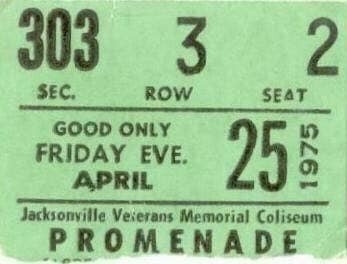 303 3 2
SEC. ROW SEAT
GOOD ONLY
FRIDAY EVE.
APRIL
25 1975
Jacksonville Veterans Memorial Coliseum
PROMENADE